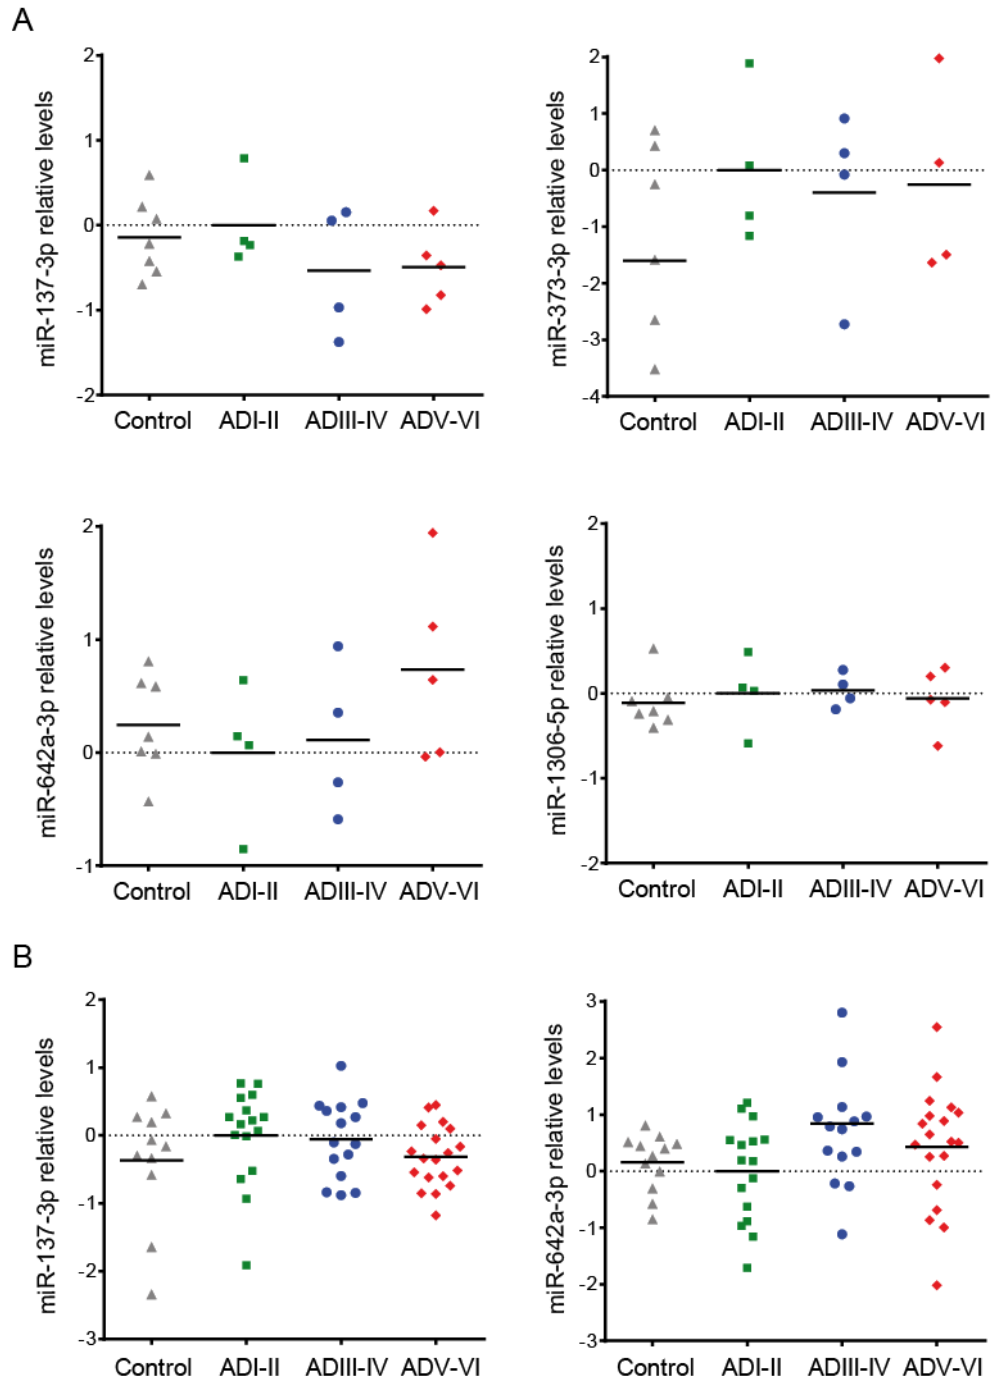 A
miR-137-3p relative levels
2
1
0
-1
-2
Control ADI-II ADIII-IV ADV-VI
miR-373-3p relative levels
2
1
0
-1
-2
-3
-4
Control ADI-II ADIII-IV ADV-VI
miR-642a-3p relative levels
2
1
0
-1
Control ADI-II ADIII-IV ADV-VI
miR-1306-5p relative levels
2
1
0
-1
-2
Control ADI-II ADIII-IV ADV-VI
B
miR-137-3p relative levels
2
1
0
-1
-2
-3
Control ADI-II ADIII-IV ADV-VI
miR-642a-3p relative levels
3
2
1
0
-1
-2
-3
Control ADI-II ADIII-IV ADV-VI